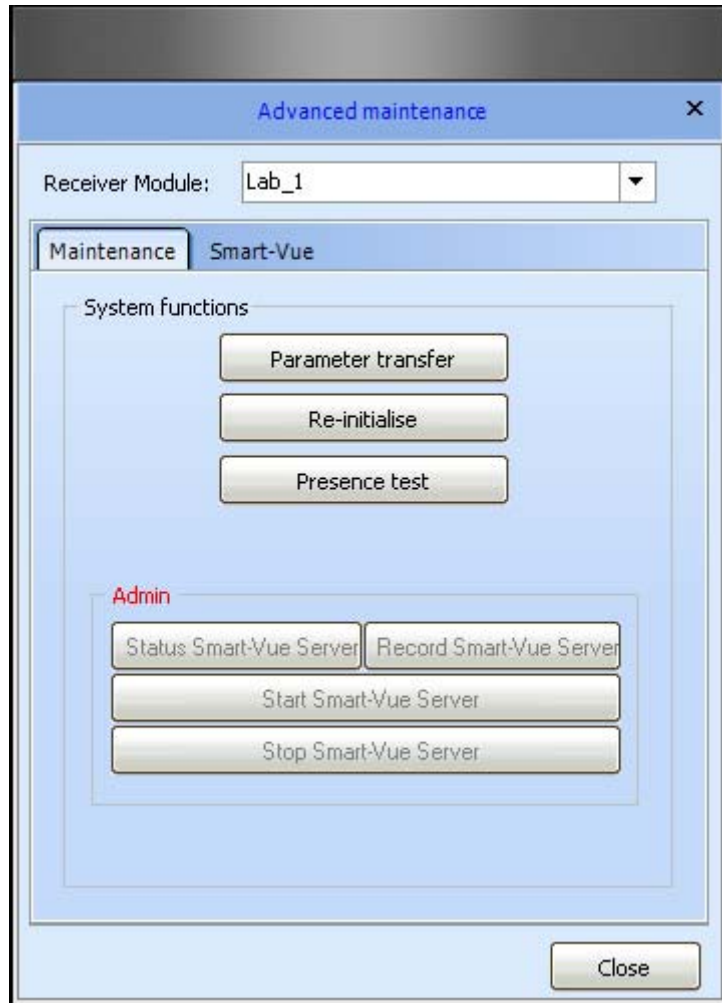 Advanced maintenance
Receiver Module: Lab_1
Maintenance Smart-Vue
System functions
Parameter transfer
Re-initialise
Presence test
Admin
Status Smart-Vue Server Record Smart-Vue Server
Start Smart-Vue Server
Stop Smart-Vue Server
Close